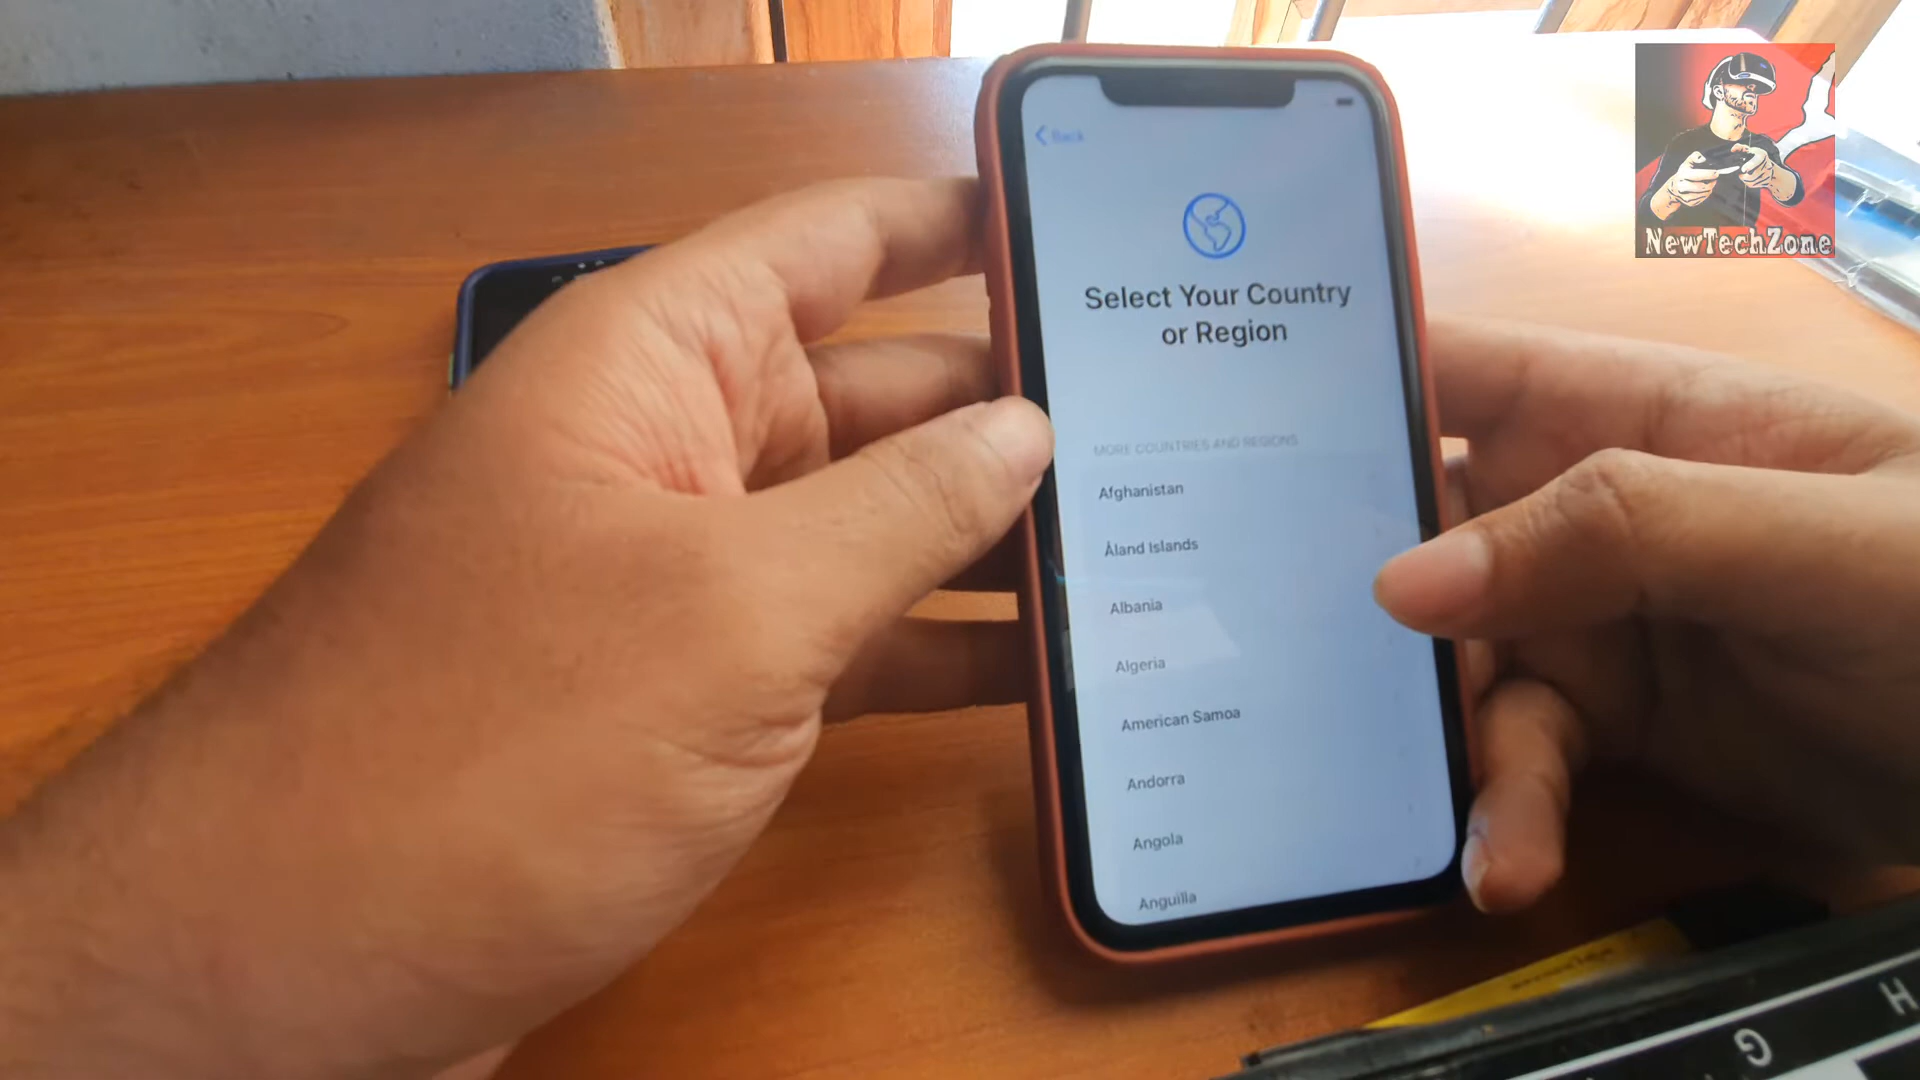 Back
Select Your Country
or Region
MORE COUNTRIES AND REGIONS
Afghanistan
Åland Islands
Albania
Algeria
American Samoa
Andorra
Angola
Anguilla
NewTechZone
H
G